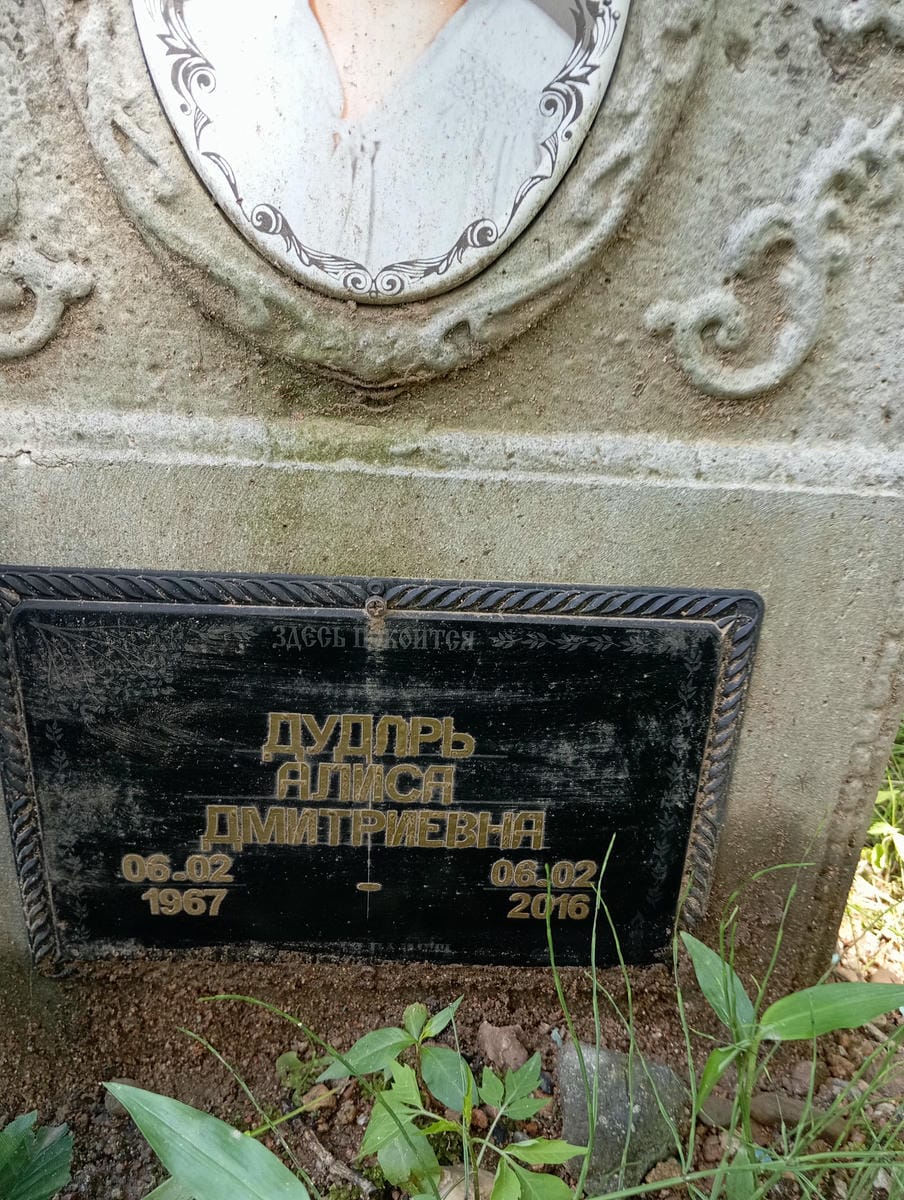 ЗДЕСЬ ПОКОИТСЯ
ДУДАРЬ
АЛИСА
ДМИТРИЕВНА
06.02 06.02
1967 - 2016